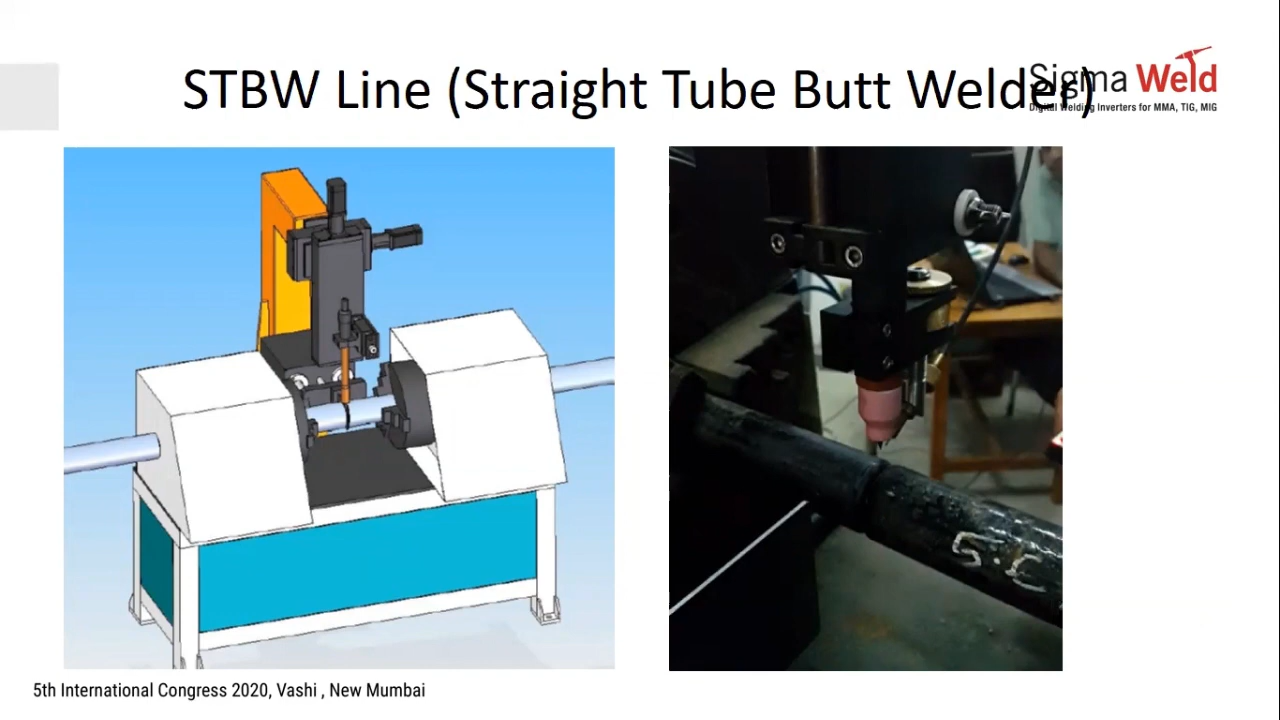 STBW Line (Straight Tube Butt Welder)
Sigma Weld
Digital Welding Inverters for MMA, TIG, MIG
5.C
5th International Congress 2020, Vashi , New Mumbai